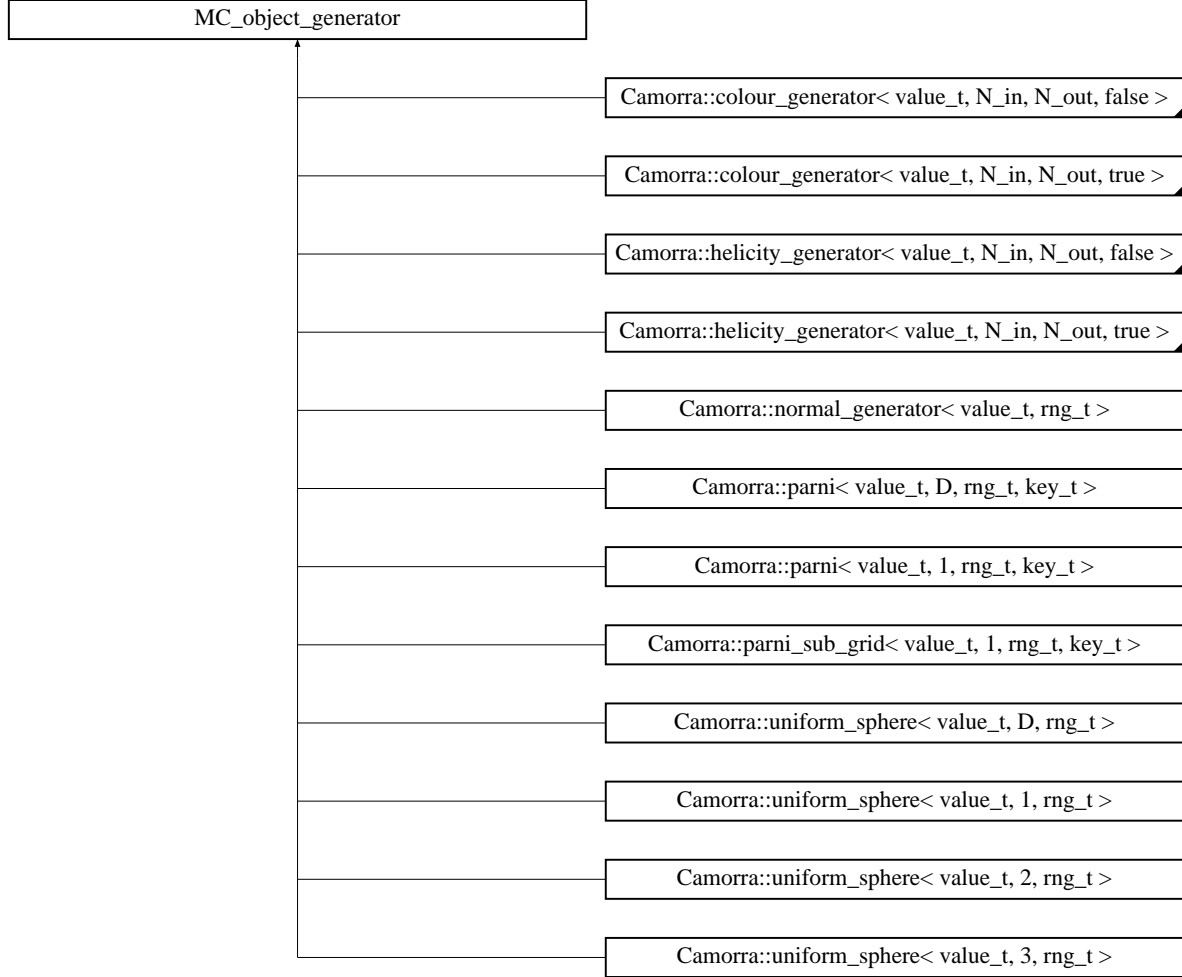 MC_object_generator
Camorra::colour_generator< value_t, N_in, N_out, false >
Camorra::colour_generator< value_t, N_in, N_out, true >
Camorra::helicity_generator< value_t, N_in, N_out, false >
Camorra::helicity_generator< value_t, N_in, N_out, true >
Camorra::normal_generator< value_t, rng_t >
Camorra::parni< value_t, D, rng_t, key_t >
Camorra::parni< value_t, 1, rng_t, key_t >
Camorra::parni_sub_grid< value_t, 1, rng_t, key_t >
Camorra::uniform_sphere< value_t, D, rng_t >
Camorra::uniform_sphere< value_t, 1, rng_t >
Camorra::uniform_sphere< value_t, 2, rng_t >
Camorra::uniform_sphere< value_t, 3, rng_t >